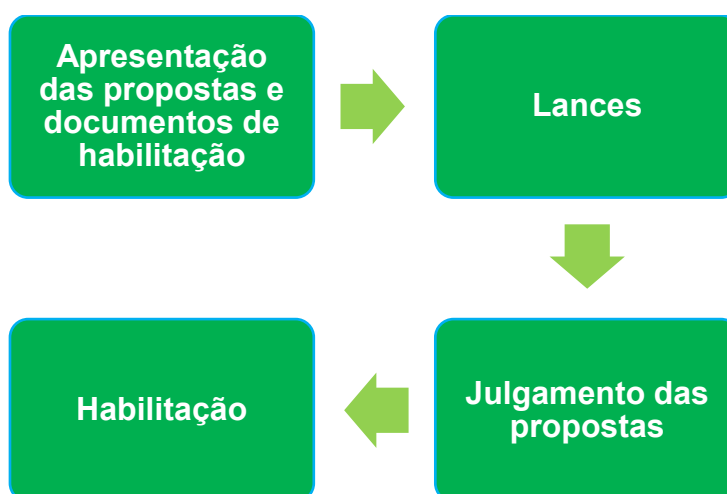 Apresentação
das propostas e
documentos de
habilitação
Lances
Julgamento das
propostas
Habilitação